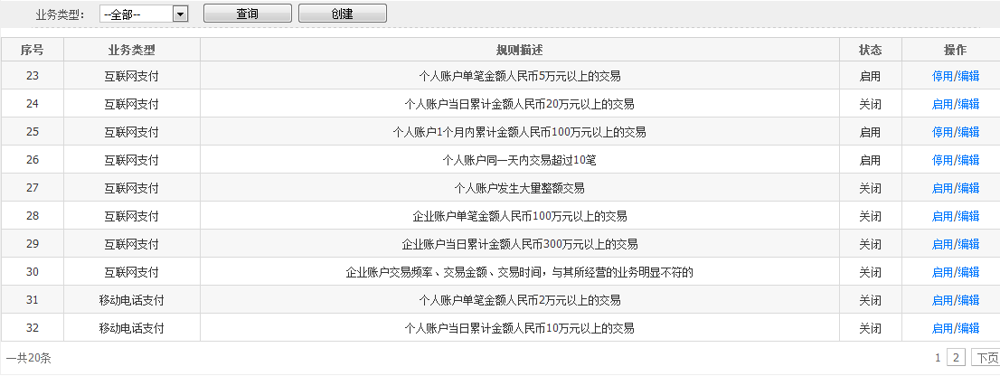 业务类型： --全部-- 查询 创建
序号 业务类型 规则描述 状态 操作
23 互联网支付 个人账户单笔金额人民币5万元以上的交易 启用 停用/编辑
24 互联网支付 个人账户当日累计金额人民币20万元以上的交易 关闭 启用/编辑
25 互联网支付 个人账户1个月内累计金额人民币100万元以上的交易 启用 停用/编辑
26 互联网支付 个人账户同一天内交易超过10笔 启用 停用/编辑
27 互联网支付 个人账户发生大量整额交易 关闭 启用/编辑
28 互联网支付 企业账户单笔金额人民币100万元以上的交易 关闭 启用/编辑
29 互联网支付 企业账户当日累计金额人民币300万元以上的交易 关闭 启用/编辑
30 互联网支付 企业账户交易频率、交易金额、交易时间，与其所经营的业务明显不符的 关闭 启用/编辑
31 移动电话支付 个人账户单笔金额人民币2万元以上的交易 关闭 启用/编辑
32 移动电话支付 个人账户当日累计金额人民币10万元以上的交易 关闭 启用/编辑
一共20条 1 2 下页